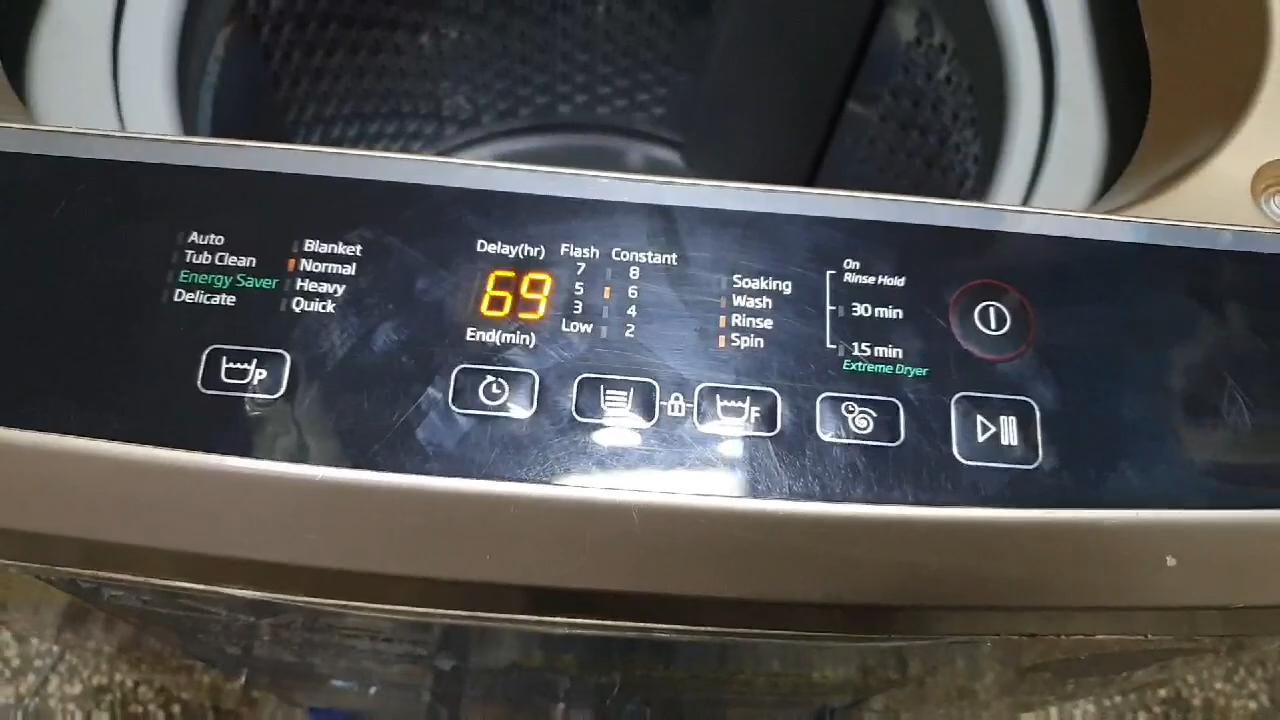 Auto
Tub Clean
Energy Saver
Delicate
Blanket
Normal
Heavy
Quick
P
Delay(hr)
69
End(min)
Flash
7
5
3
Low
Constant
8
6
4
2
F
Soaking
Wash
Rinse
Spin
On
Rinse Hold
30 min
15 min
Extreme Dryer